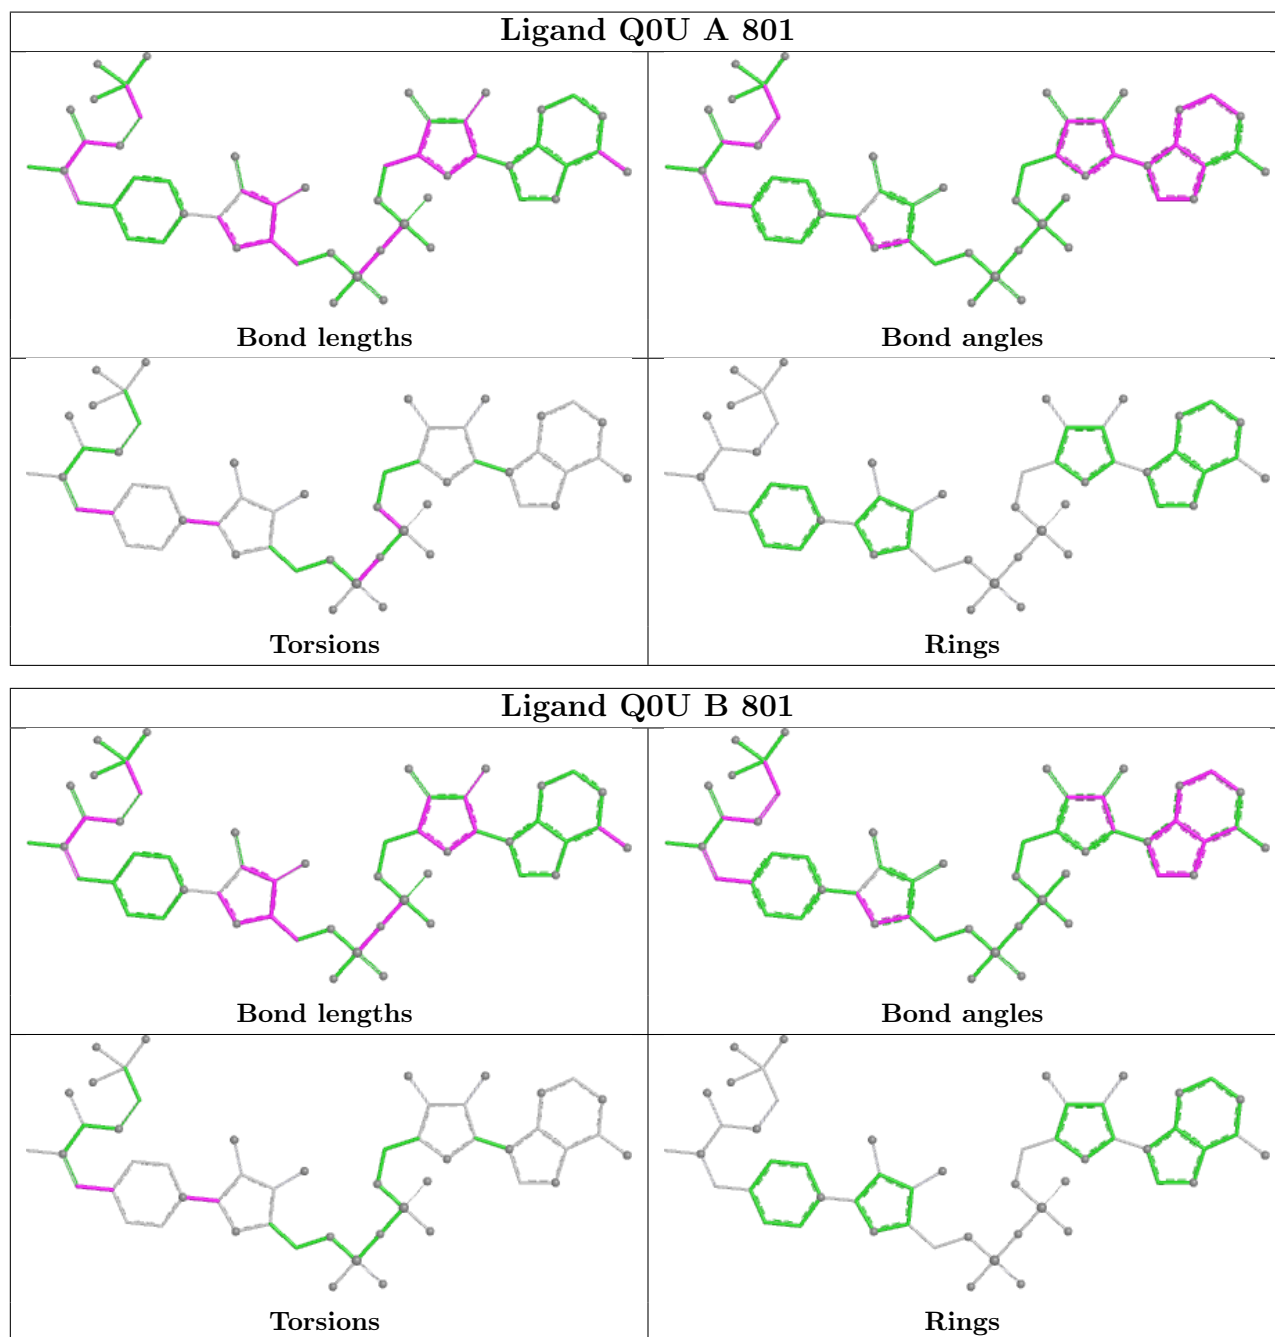 Ligand Q0U A 801
Bond lengths
Bond angles
Torsions
Rings
Ligand Q0U B 801
Bond lengths
Bond angles
Torsions
Rings